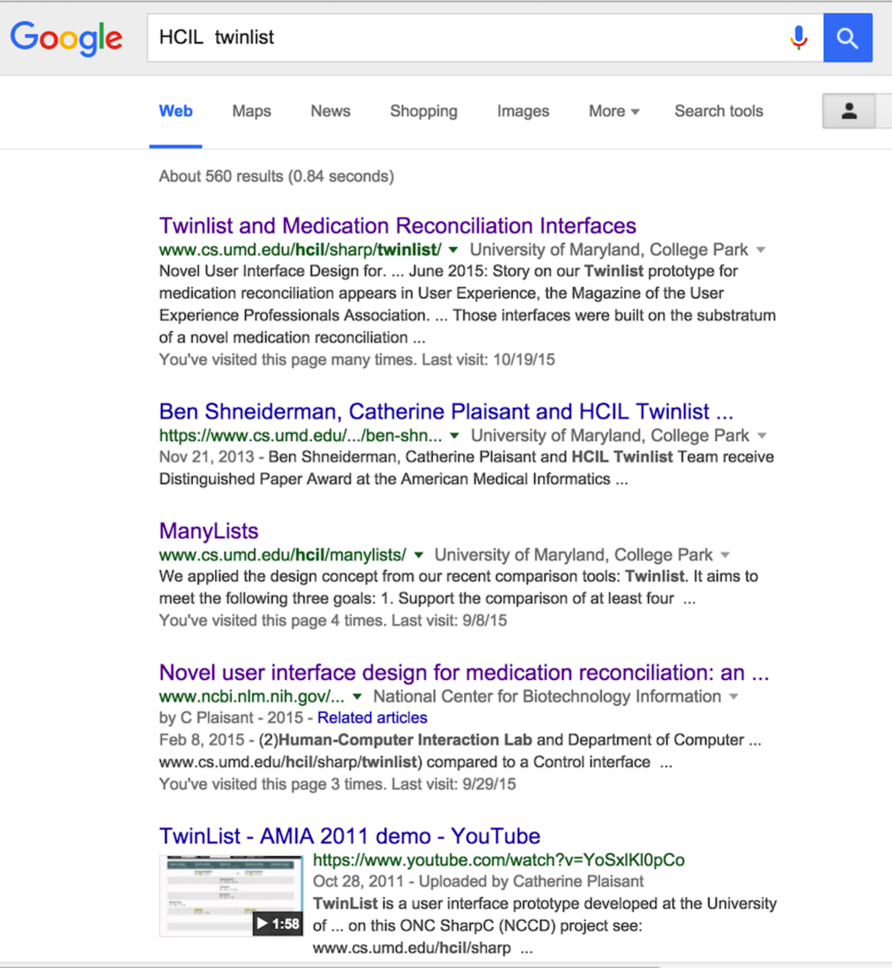 Google
HCIL twinlist
Web Maps News Shopping Images More Search tools
About 560 results (0.84 seconds)
Twinlist and Medication Reconciliation Interfaces
www.cs.umd.edu/hcil/sharp/twinlist/ University of Maryland, College Park
Novel User Interface Design for. ... June 2015: Story on our Twinlist prototype for
medication reconciliation appears in User Experience, the Magazine of the User
Experience Professionals Association. ... Those interfaces were built on the substratum
of a novel medication reconciliation ...
You've visited this page many times. Last visit: 10/19/15
Ben Shneiderman, Catherine Plaisant and HCIL Twinlist ...
https://www.cs.umd.edu/.../ben-shn... University of Maryland, College Park
Nov 21, 2013 - Ben Shneiderman, Catherine Plaisant and HCIL Twinlist Team receive
Distinguished Paper Award at the American Medical Informatics ...
ManyLists
www.cs.umd.edu/hcil/manylists/ University of Maryland, College Park
We applied the design concept from our recent comparison tools: Twinlist. It aims to
meet the following three goals: 1. Support the comparison of at least four ...
You've visited this page 4 times. Last visit: 9/8/15
Novel user interface design for medication reconciliation: an ...
www.ncbi.nlm.nih.gov/... National Center for Biotechnology Information
by C Plaisant - 2015 - Related articles
Feb 8, 2015 - (2)Human-Computer Interaction Lab and Department of Computer ...
www.cs.umd.edu/hcil/sharp/twinlist) compared to a Control interface ...
You've visited this page 3 times. Last visit: 9/29/15
TwinList - AMIA 2011 demo - YouTube
https://www.youtube.com/watch?v=YoSxlKl0pCo
Oct 28, 2011 - Uploaded by Catherine Plaisant
TwinList is a user interface prototype developed at the University
of ... on this ONC SharpC (NCCD) project see:
www.cs.umd.edu/hcil/sharp ...
1:58